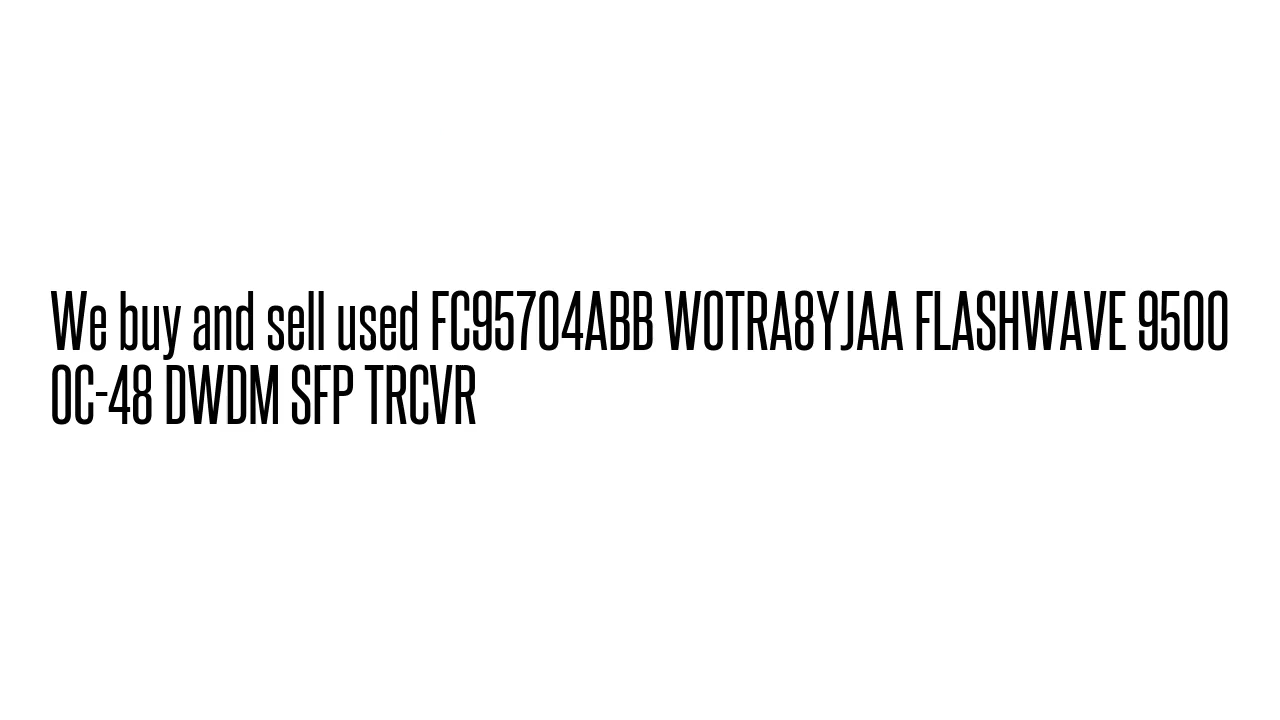 We buy and sell used FC95704ABB WOTRA8YJAA FLASHWAVE 9500
OC-48 DWDM SFP TRCVR